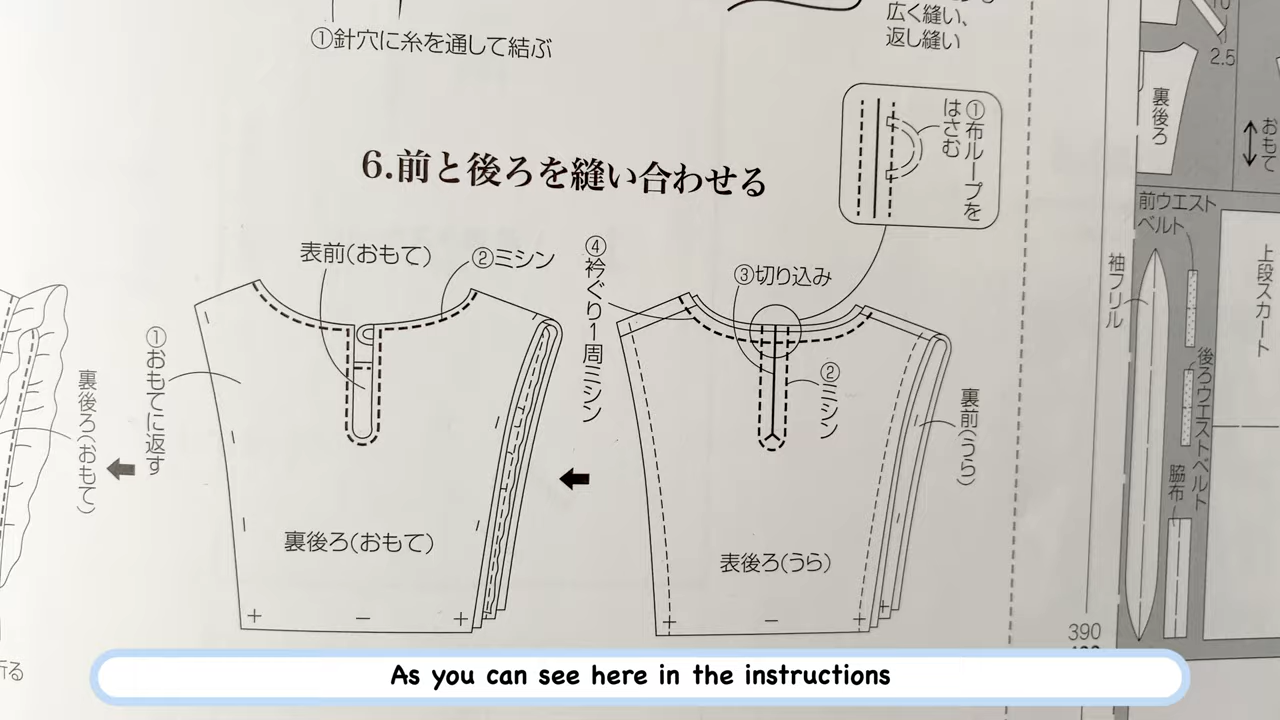 ①針穴に糸を通して結ぶ
広く縫い、
返し縫い
6.前と後ろを縫い合わせる
①布ループを
はさむ
表前(おもて)
②ミシン
④衿ぐり1周ミシン
③切り込み
②ミシン
裏前(うら)
表後ろ(うら)
①おもてに返す
裏後ろ(おもて)
裏後ろ(おもて)
2.5
裏後ろ
おもて
前ウエスト
ベルト
袖フリル
上段スカート
後ろウエストベルト
脇布
390
As you can see here in the instructions